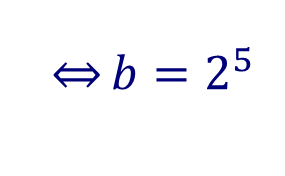 ⇔ b = 2⁵